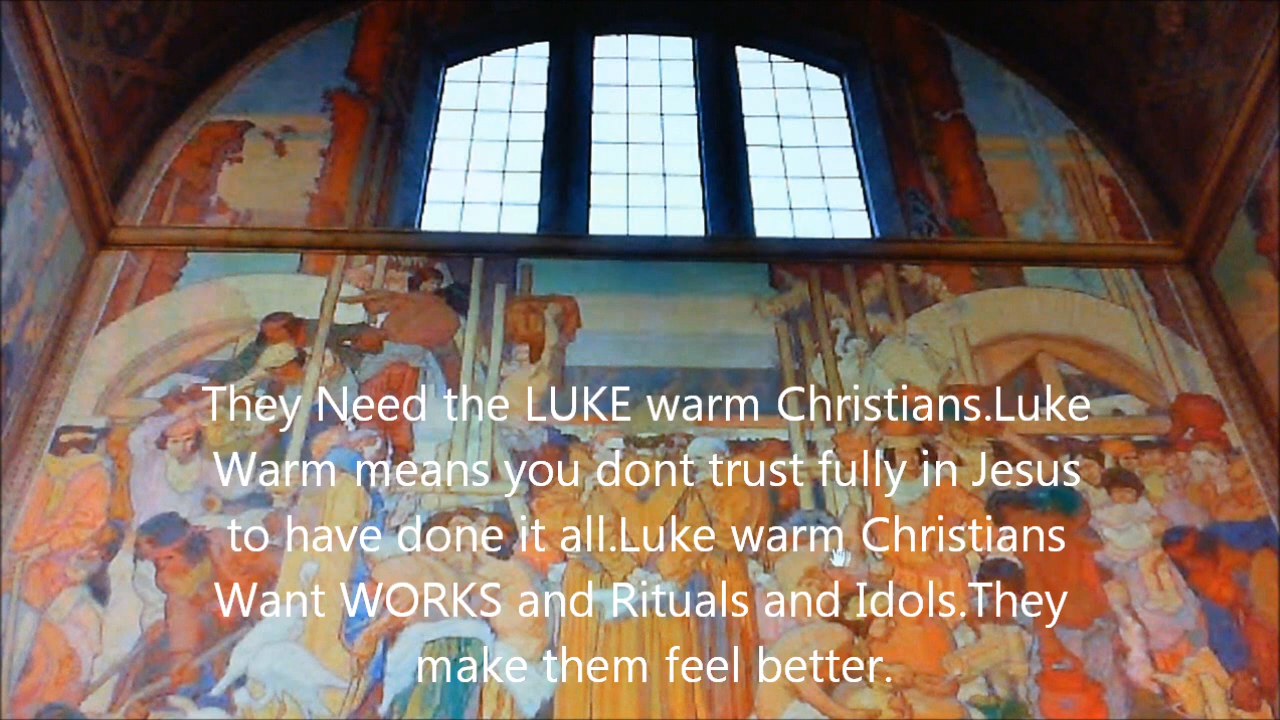 They Need the LUKE warm Christians.Luke
Warm means you dont trust fully in Jesus
to have done it all.Luke warm Christians
Want WORKS and Rituals and Idols.They
make them feel better.